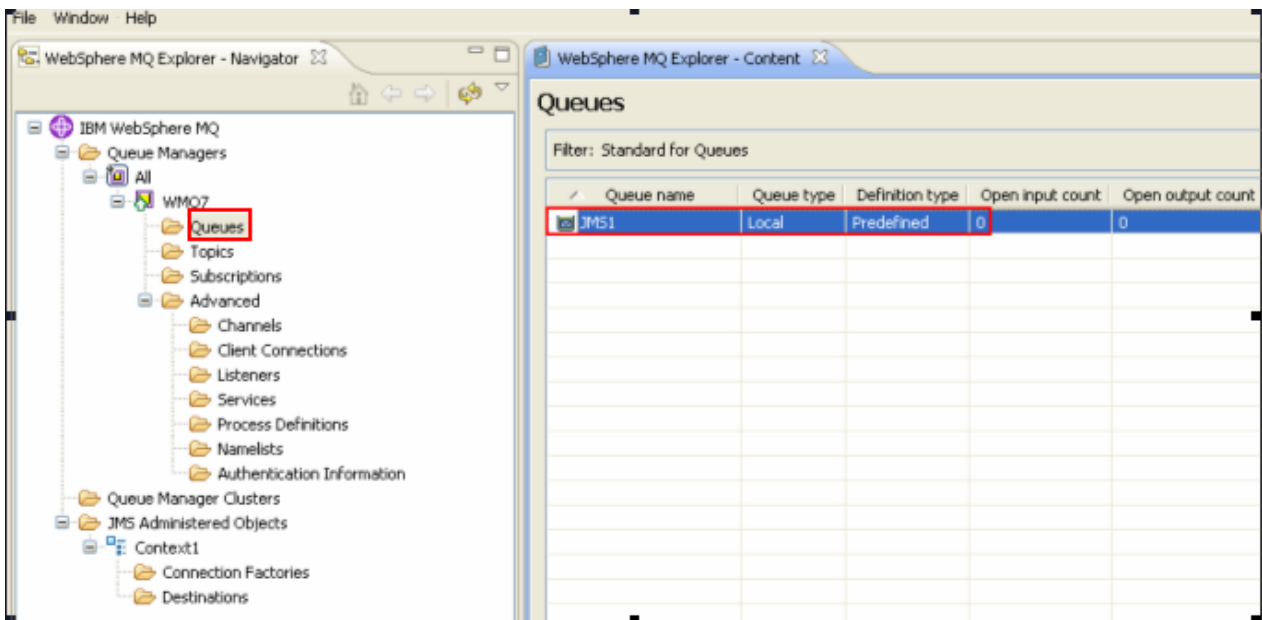 File Window Help
WebSphere MQ Explorer - Navigator
IBM WebSphere MQ
Queue Managers
All
WMQ7
Queues
Topics
Subscriptions
Advanced
Channels
Client Connections
Listeners
Services
Process Definitions
Namelists
Authentication Information
Queue Manager Clusters
JMS Administered Objects
Context1
Connection Factories
Destinations
WebSphere MQ Explorer - Content
Queues
Filter: Standard for Queues
Queue name Queue type Definition type Open input count Open output count
JMS1 Local Predefined 0 0